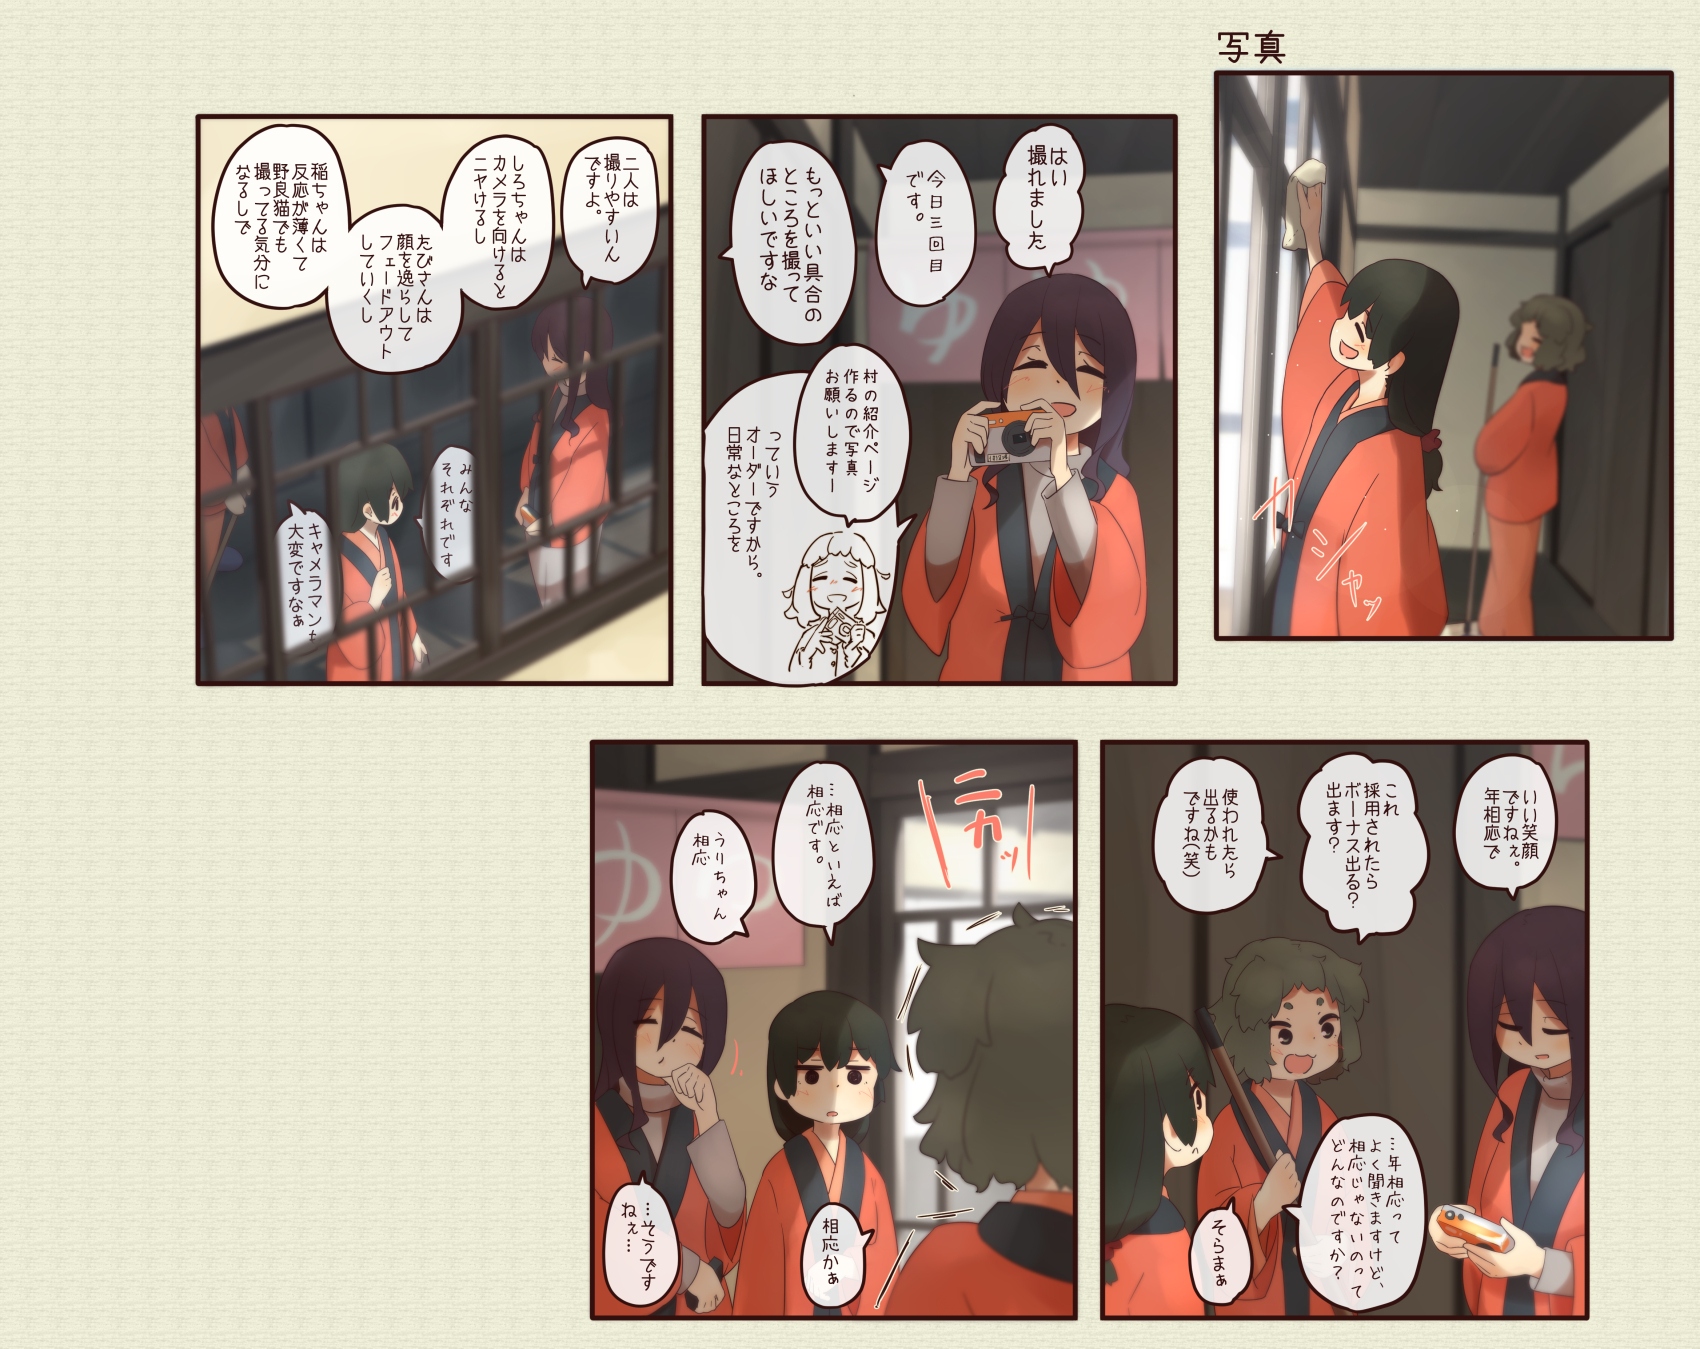 写真
カシャッ
はい
撮れました
今日三回目
です。
もっといい具合の
ところを撮って
ほしいですな
村の紹介ページ
作るので写真
お願いしますー
っていう
オーダーですから。
日常なところを
ゆ
二人は
撮りやすいん
ですよ。
しろちゃんは
カメラを向けると
ニヤけるし
たびさんは
顔を逸らして
フェードアウト
していくし
稲ちゃんは
反応が薄くて
野良猫でも
撮ってる気分に
なるしで
みんな
それぞれです
キャメラマンも
大変ですなぁ
いい笑顔
ですねぇ。
年相応で
これ
採用されたら
ボーナス出る?
出ます?
使われたら
出るかも
ですね(笑)
…年相応って
よく聞きますけど、
相応じゃないのって
どんなのですか?
そらまぁ
ニカッ
…相応といえば
相応です。
うりちゃん
相応
ゆ
相応かぁ
…そうです
ねぇ…